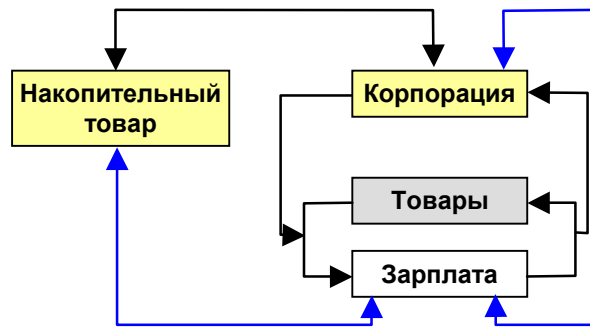 Накопительный
товар
Корпорация
Товары
Зарплата